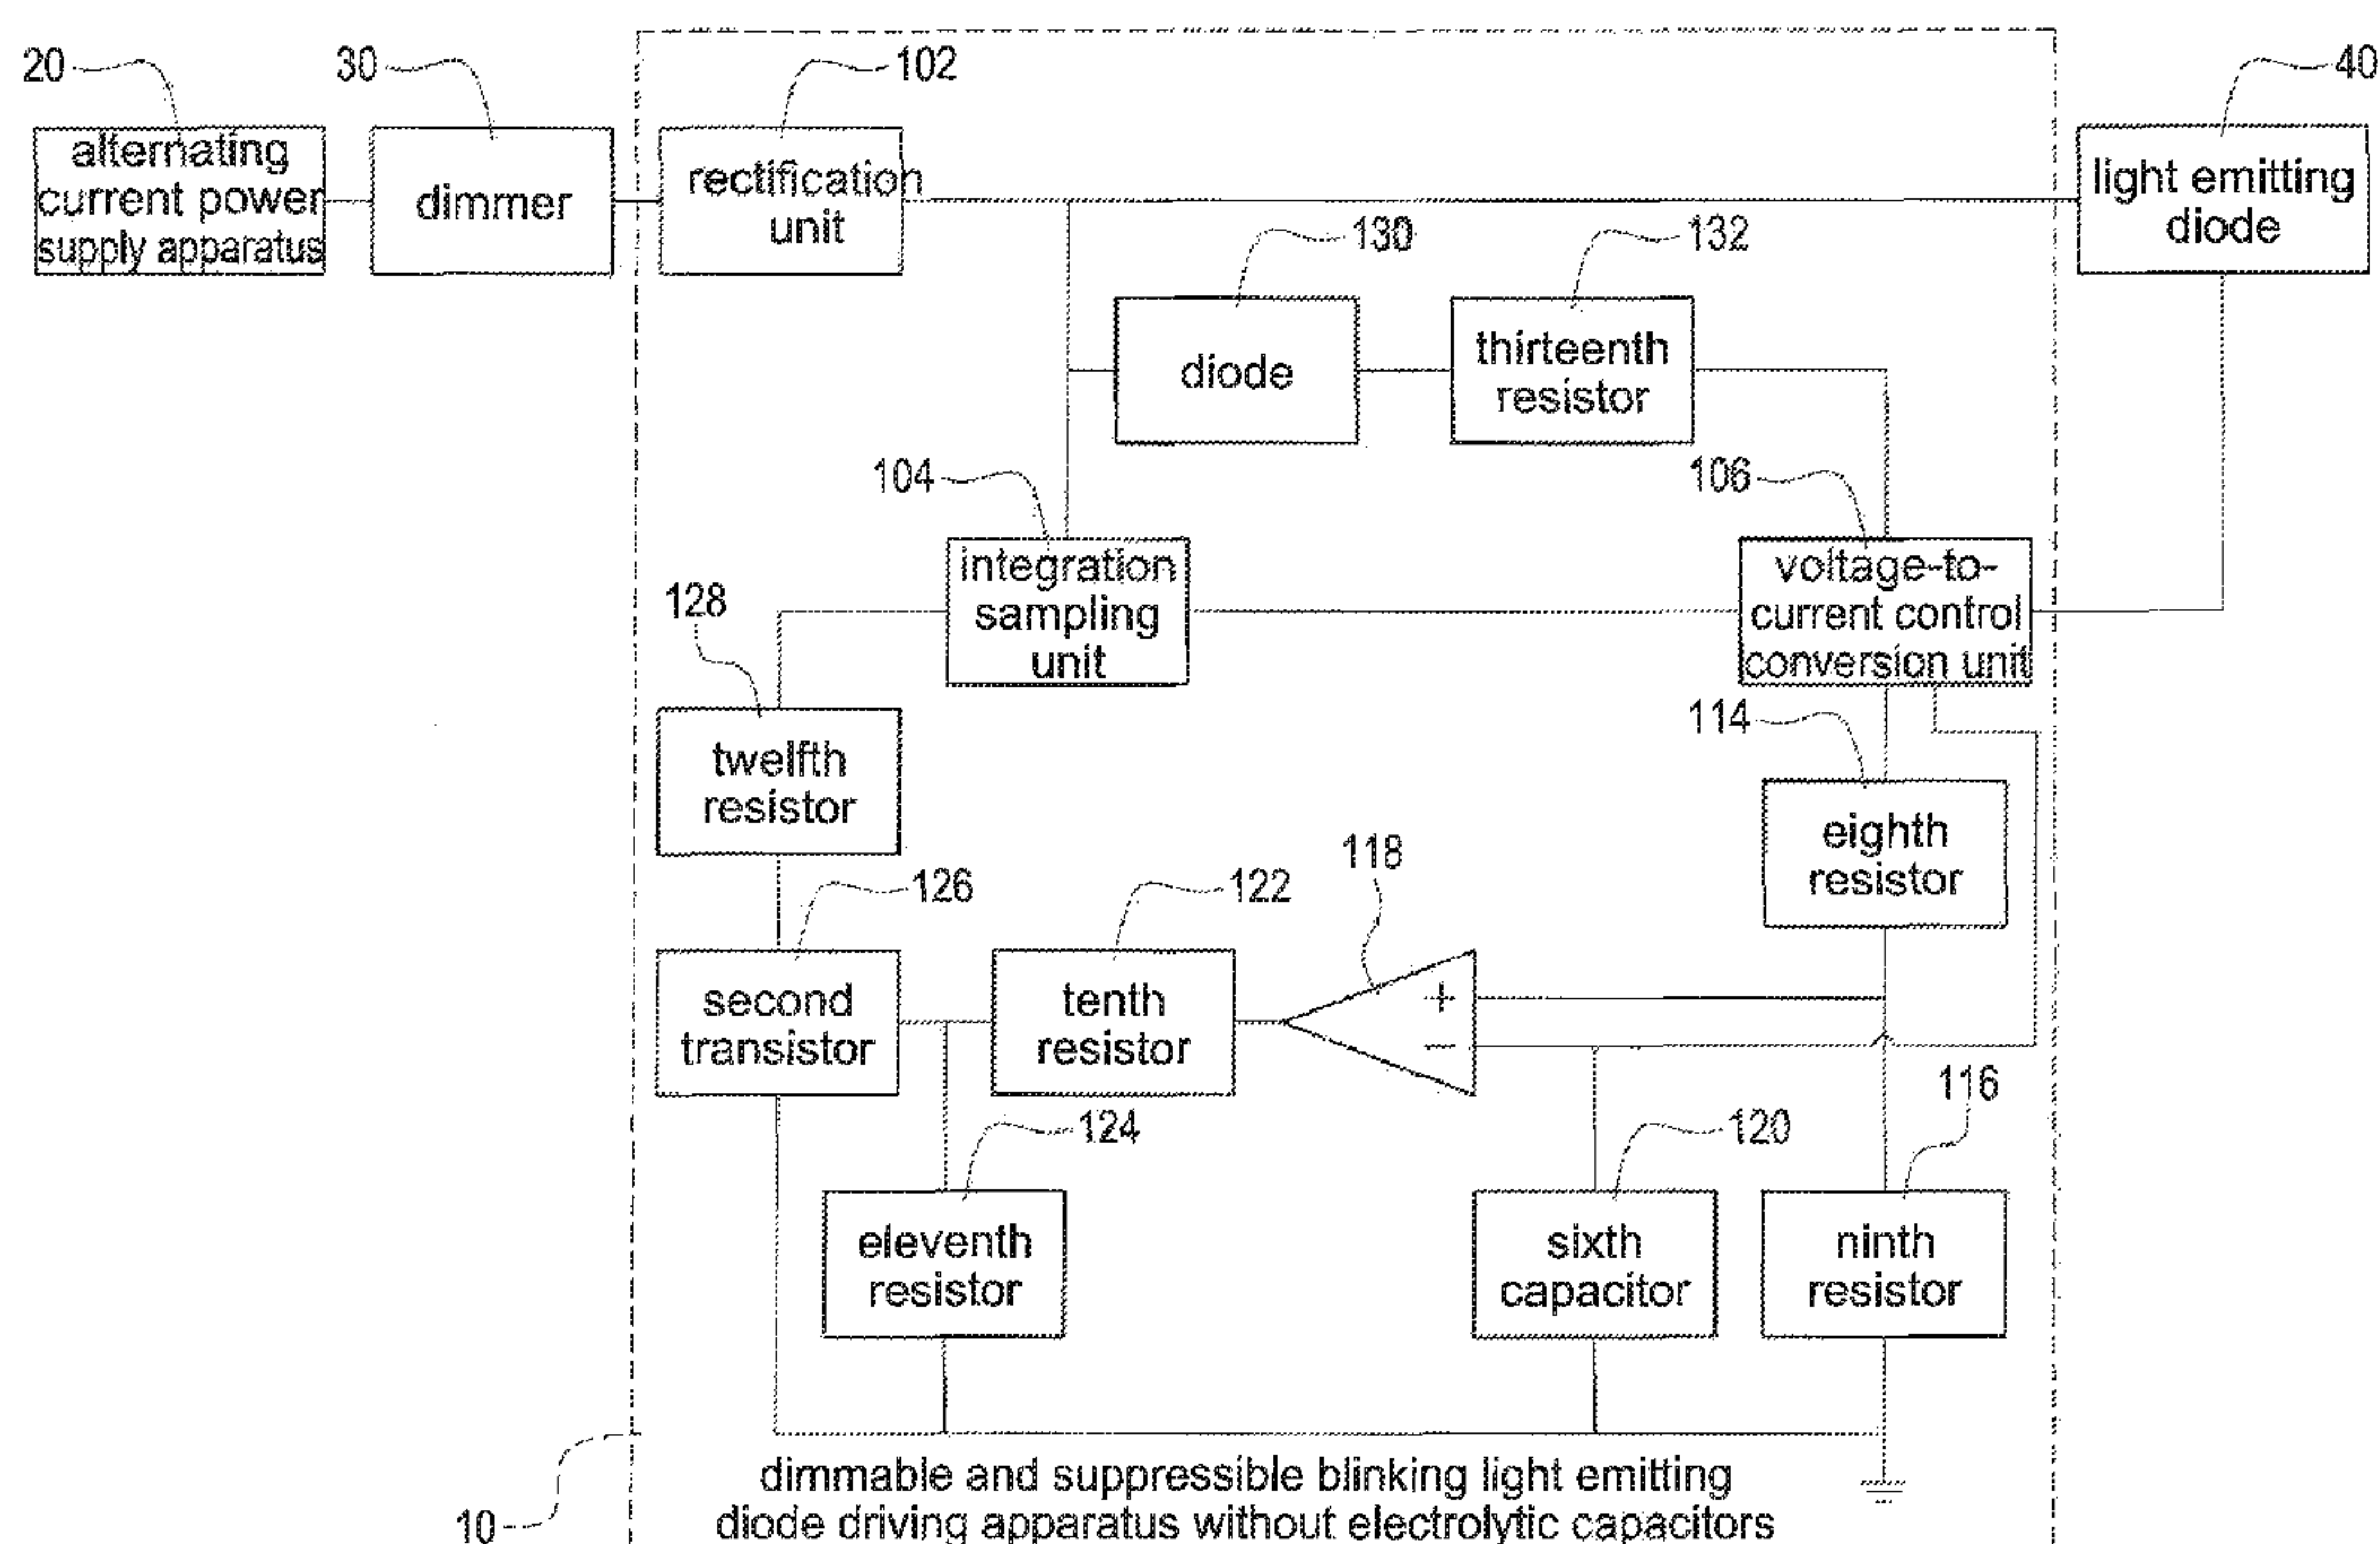 20
30
102
40
alternating
current power
supply apparatus
dimmer
rectification
unit
light emitting
diode
130
132
diode
thirteenth
resistor
104
106
integration
sampling
unit
voltage-to-
current control
conversion unit
128
twelfth
resistor
114
eighth
resistor
126
122
118
second
transistor
tenth
resistor
+
−
124
120
116
eleventh
resistor
sixth
capacitor
ninth
resistor
10
dimmable and suppressible blinking light emitting
diode driving apparatus without electrolytic capacitors